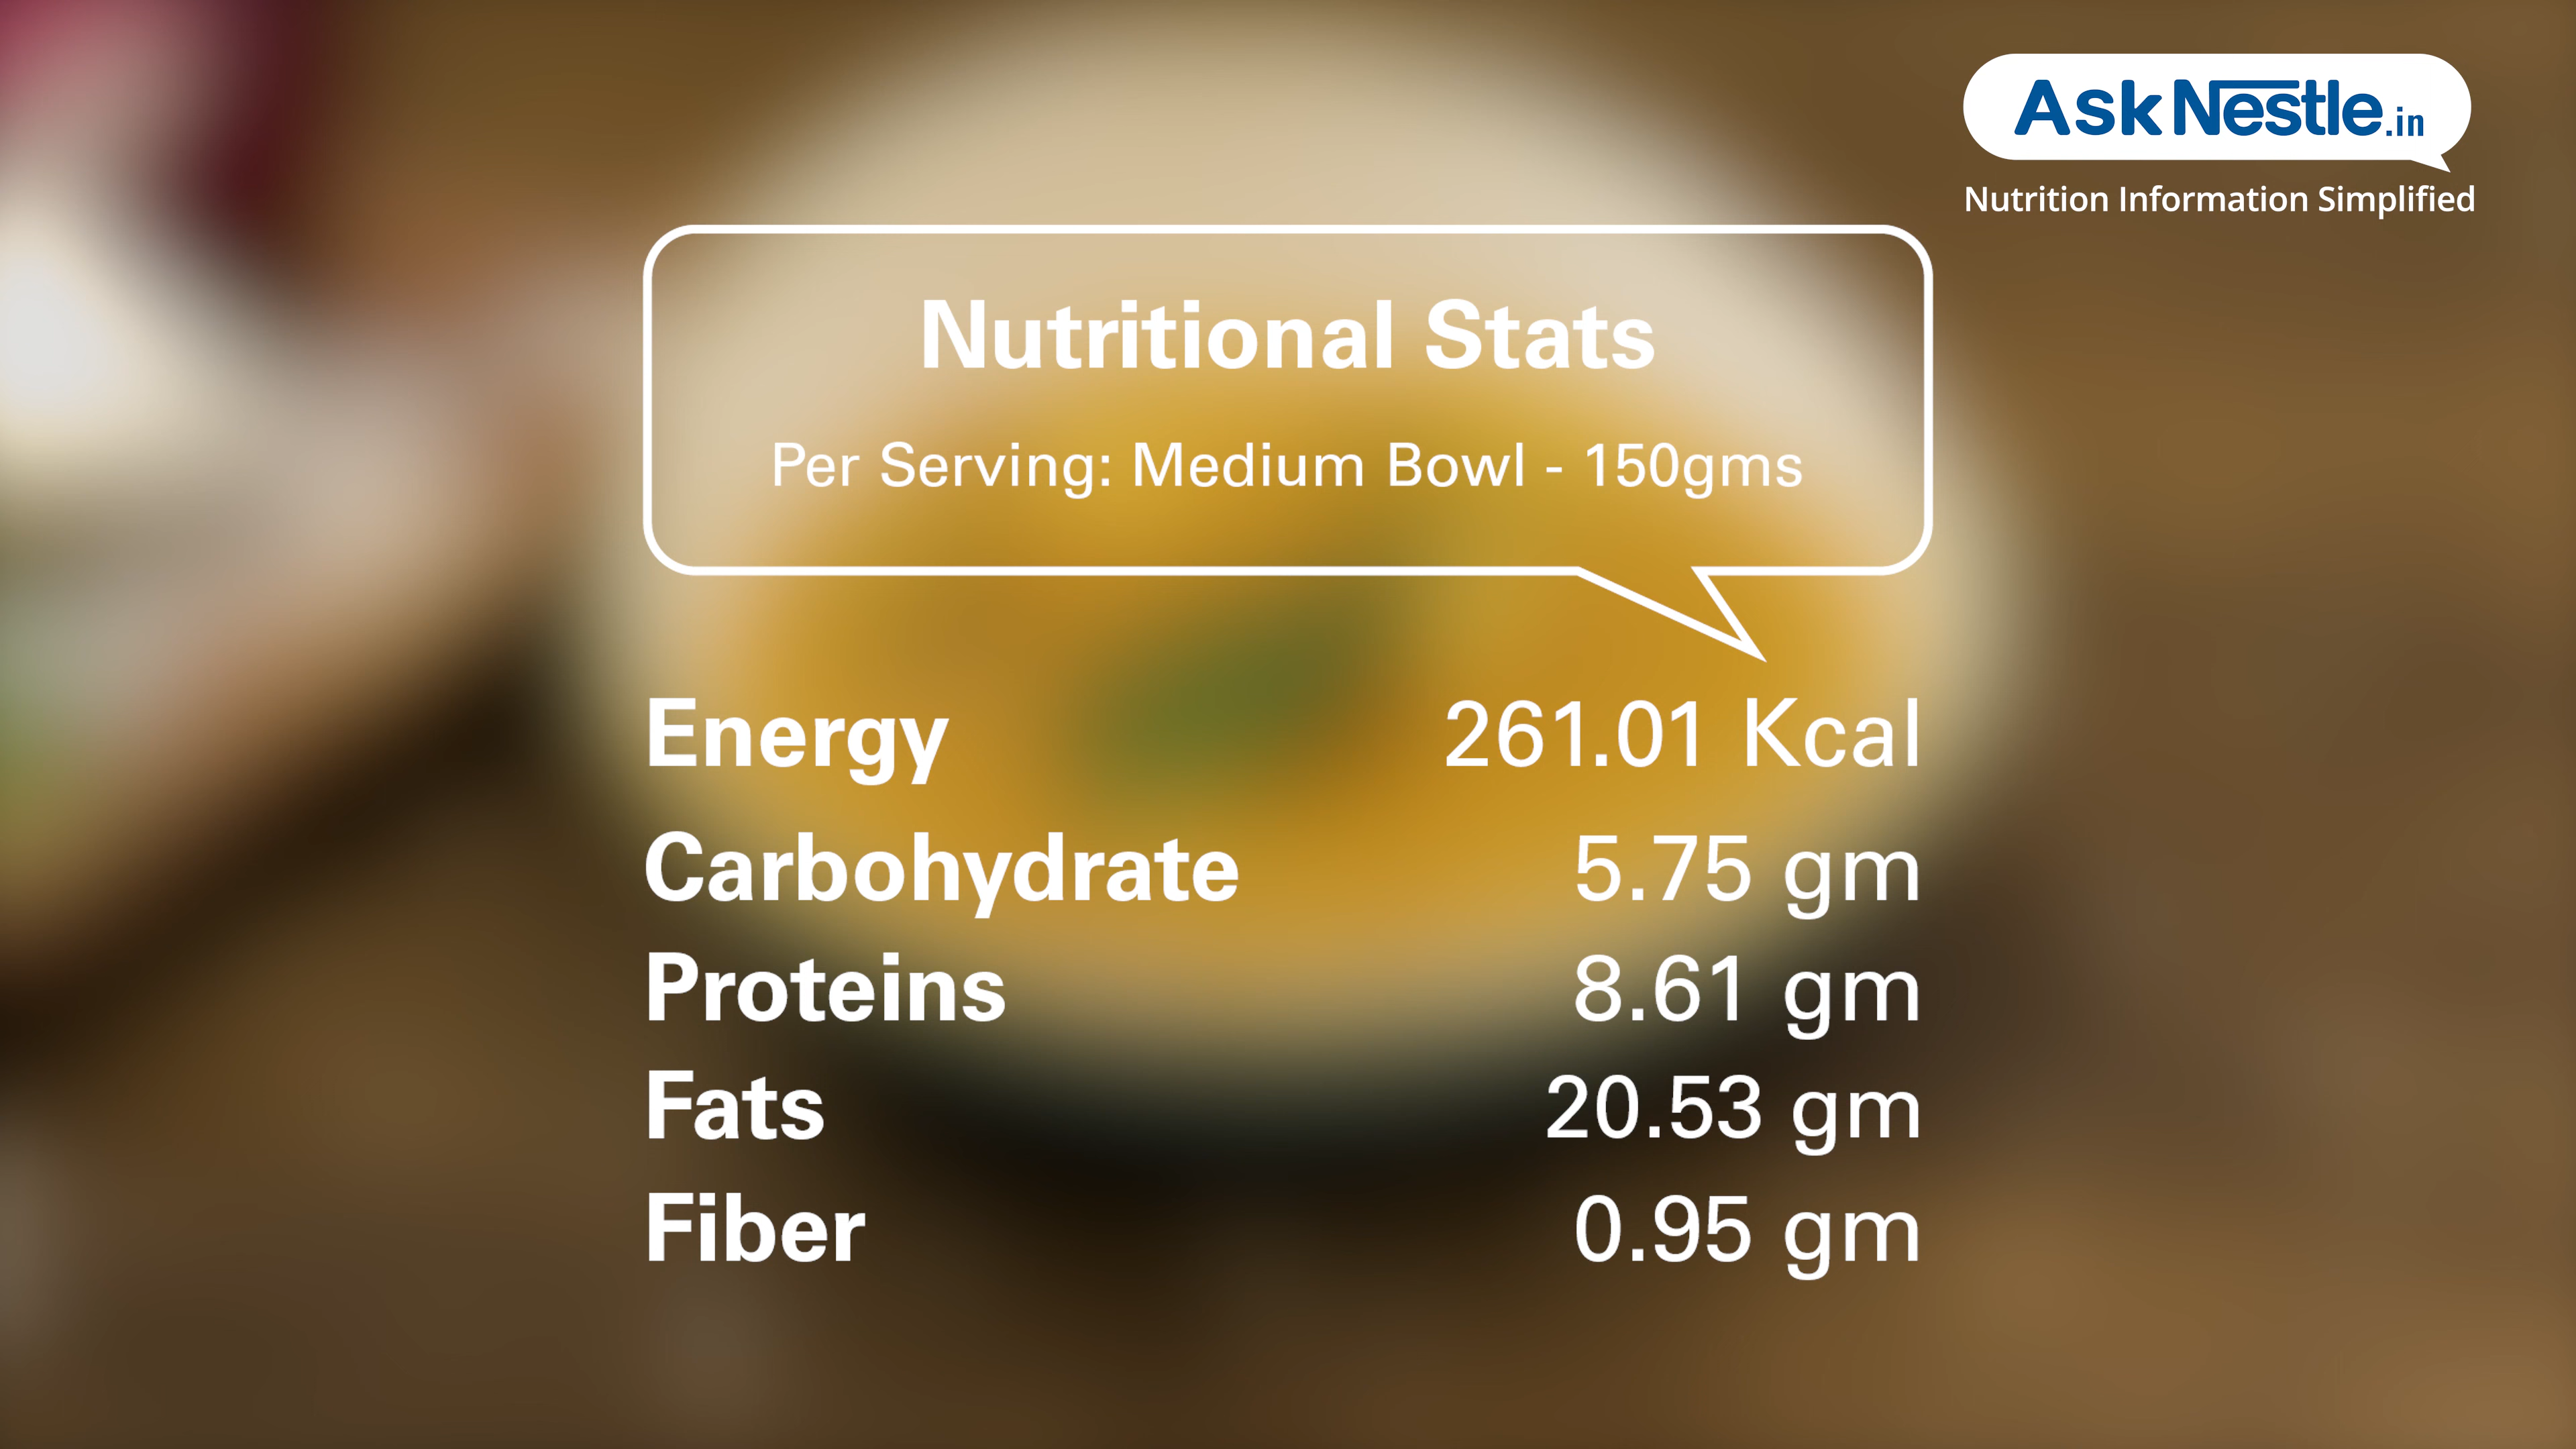 AskNestle.in
Nutrition Information Simplified
Nutritional Stats
Per Serving: Medium Bowl - 150gms
Energy 261.01 Kcal
Carbohydrate 5.75 gm
Proteins 8.61 gm
Fats 20.53 gm
Fiber 0.95 gm